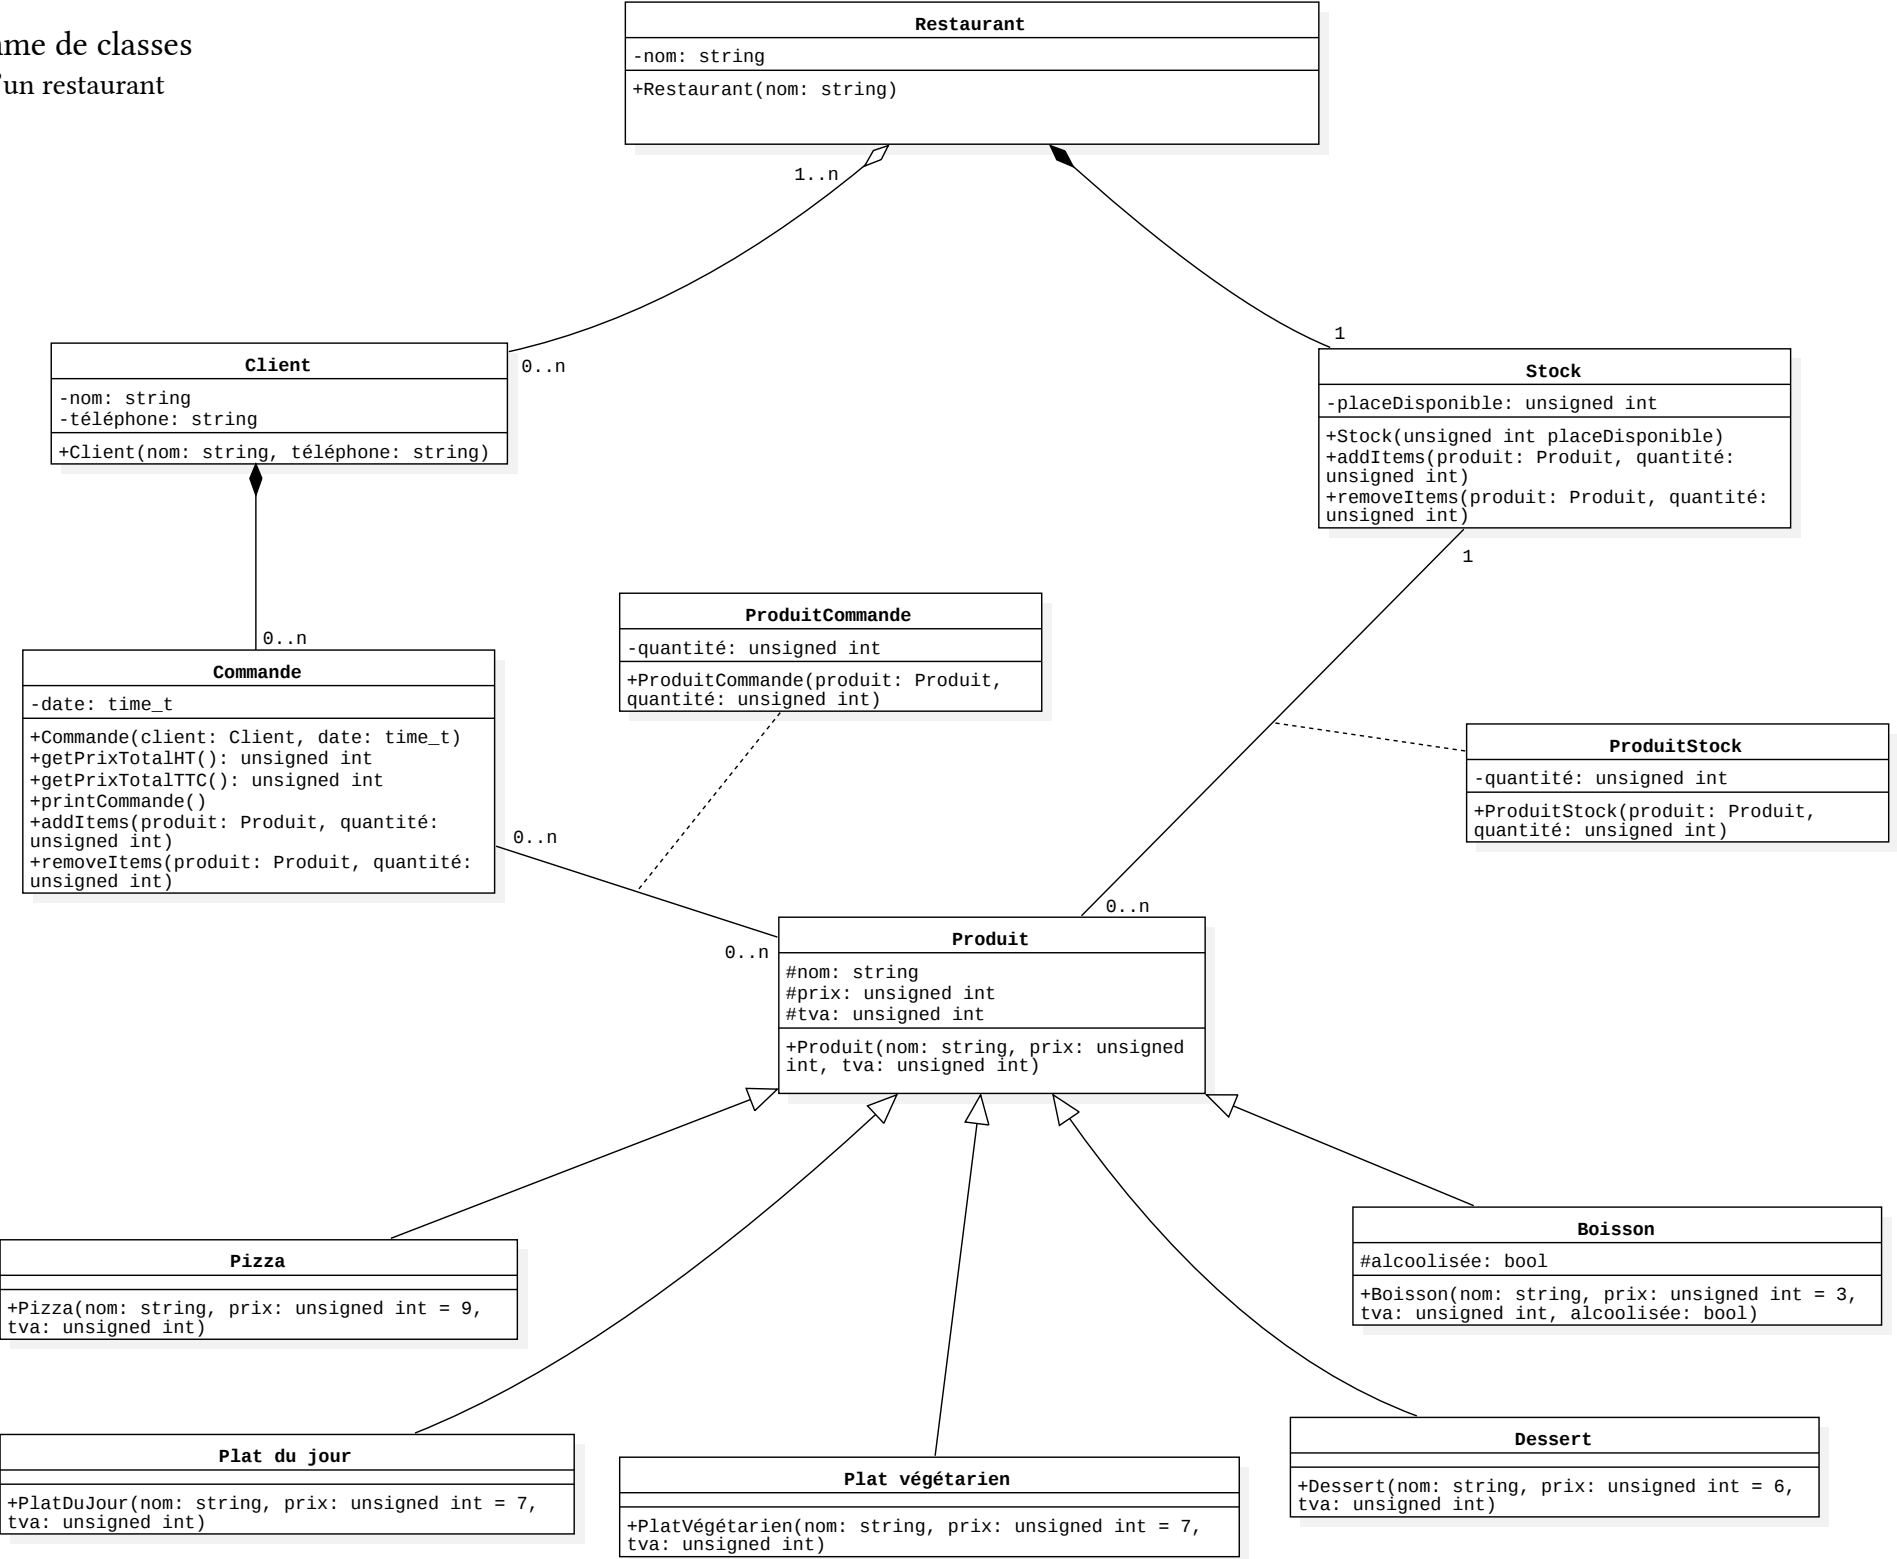 mme de classes
'un restaurant
Restaurant
-nom: string
+Restaurant(nom: string)
1..n
0..n
1
Client
-nom: string
-téléphone: string
+Client(nom: string, téléphone: string)
Stock
-placeDisponible: unsigned int
+Stock(unsigned int placeDisponible)
+addItems(produit: Produit, quantité:
unsigned int)
+removeItems(produit: Produit, quantité:
unsigned int)
1
0..n
ProduitCommande
-quantité: unsigned int
+ProduitCommande(produit: Produit,
quantité: unsigned int)
Commande
-date: time_t
+Commande(client: Client, date: time_t)
+getPrixTotalHT(): unsigned int
+getPrixTotalTTC(): unsigned int
+printCommande()
+addItems(produit: Produit, quantité:
unsigned int)
+removeItems(produit: Produit, quantité:
unsigned int)
ProduitStock
-quantité: unsigned int
+ProduitStock(produit: Produit,
quantité: unsigned int)
0..n
0..n
0..n
Produit
#nom: string
#prix: unsigned int
#tva: unsigned int
+Produit(nom: string, prix: unsigned
int, tva: unsigned int)
Pizza
+Pizza(nom: string, prix: unsigned int = 9,
tva: unsigned int)
Boisson
#alcoolisée: bool
+Boisson(nom: string, prix: unsigned int = 3,
tva: unsigned int, alcoolisée: bool)
Plat du jour
+PlatDuJour(nom: string, prix: unsigned int = 7,
tva: unsigned int)
Plat végétarien
+PlatVégétarien(nom: string, prix: unsigned int = 7,
tva: unsigned int)
Dessert
+Dessert(nom: string, prix: unsigned int = 6,
tva: unsigned int)